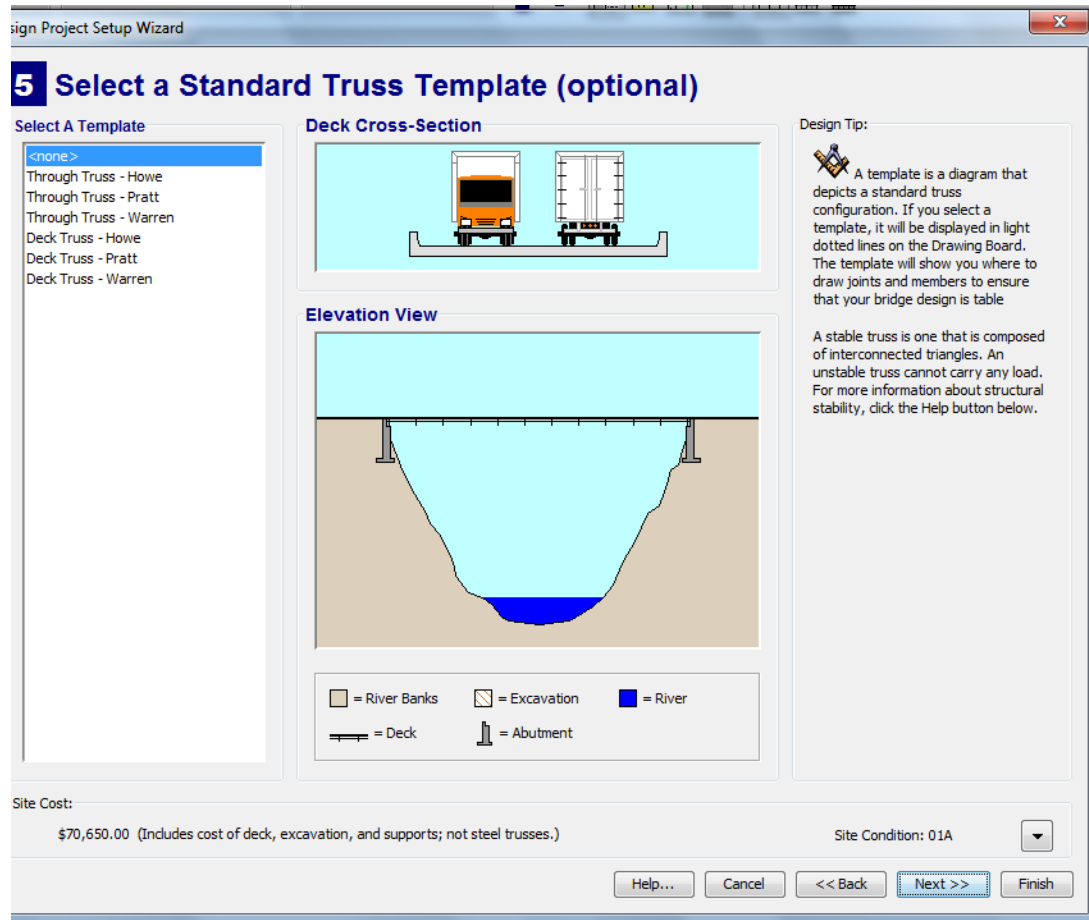 sign Project Setup Wizard
5 Select a Standard Truss Template (optional)
Select A Template
<none>
Through Truss - Howe
Through Truss - Pratt
Through Truss - Warren
Deck Truss - Howe
Deck Truss - Pratt
Deck Truss - Warren
Deck Cross-Section
Elevation View
= River Banks
= Excavation
= River
= Deck
= Abutment
Design Tip:
A template is a diagram that
depicts a standard truss
configuration. If you select a
template, it will be displayed in light
dotted lines on the Drawing Board.
The template will show you where to
draw joints and members to ensure
that your bridge design is table
A stable truss is one that is composed
of interconnected triangles. An
unstable truss cannot carry any load.
For more information about structural
stability, click the Help button below.
Site Cost:
$70,650.00 (Includes cost of deck, excavation, and supports; not steel trusses.)
Site Condition: 01A
Help...
Cancel
<< Back
Next >>
Finish